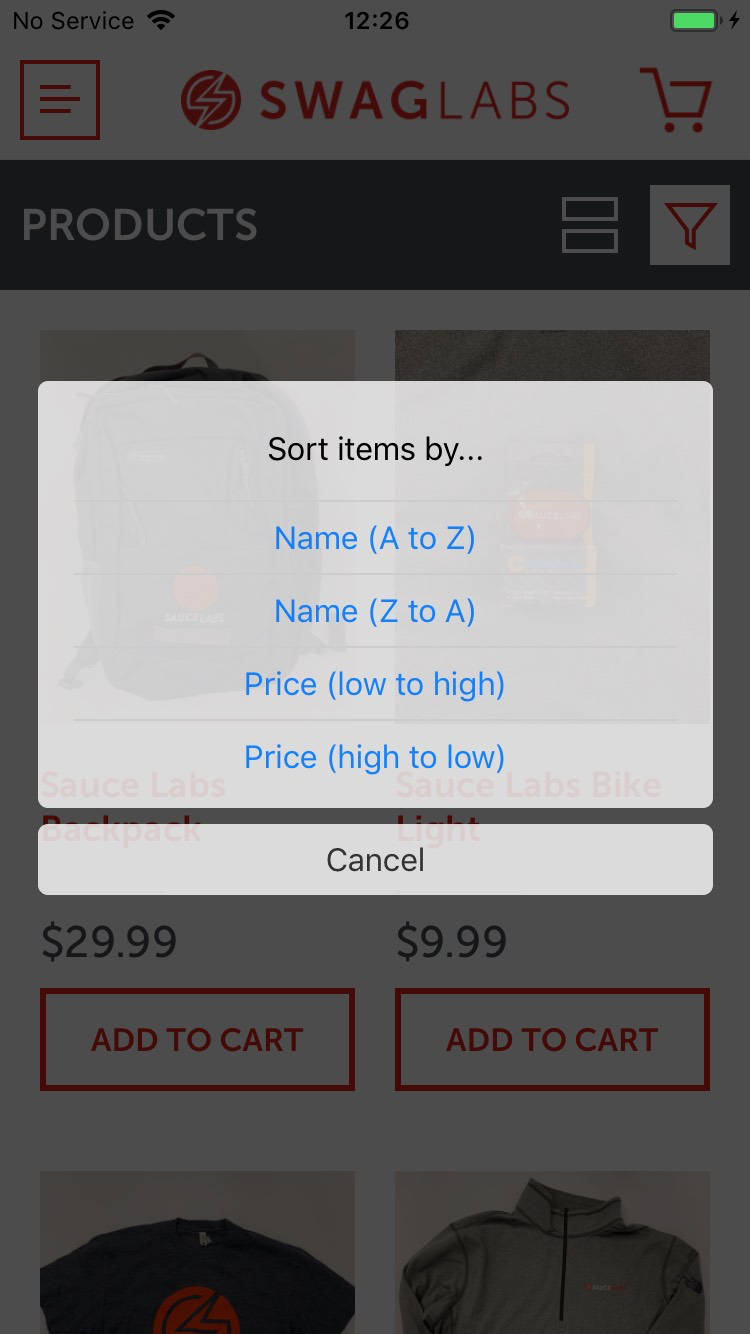 No Service 12:26
SWAGLABS
PRODUCTS
Sort items by...
Name (A to Z)
Name (Z to A)
Price (low to high)
Price (high to low)
SAUCE LABS
Sauce Labs Backpack
Sauce Labs Bike Light
Cancel
$29.99 $9.99
ADD TO CART ADD TO CART